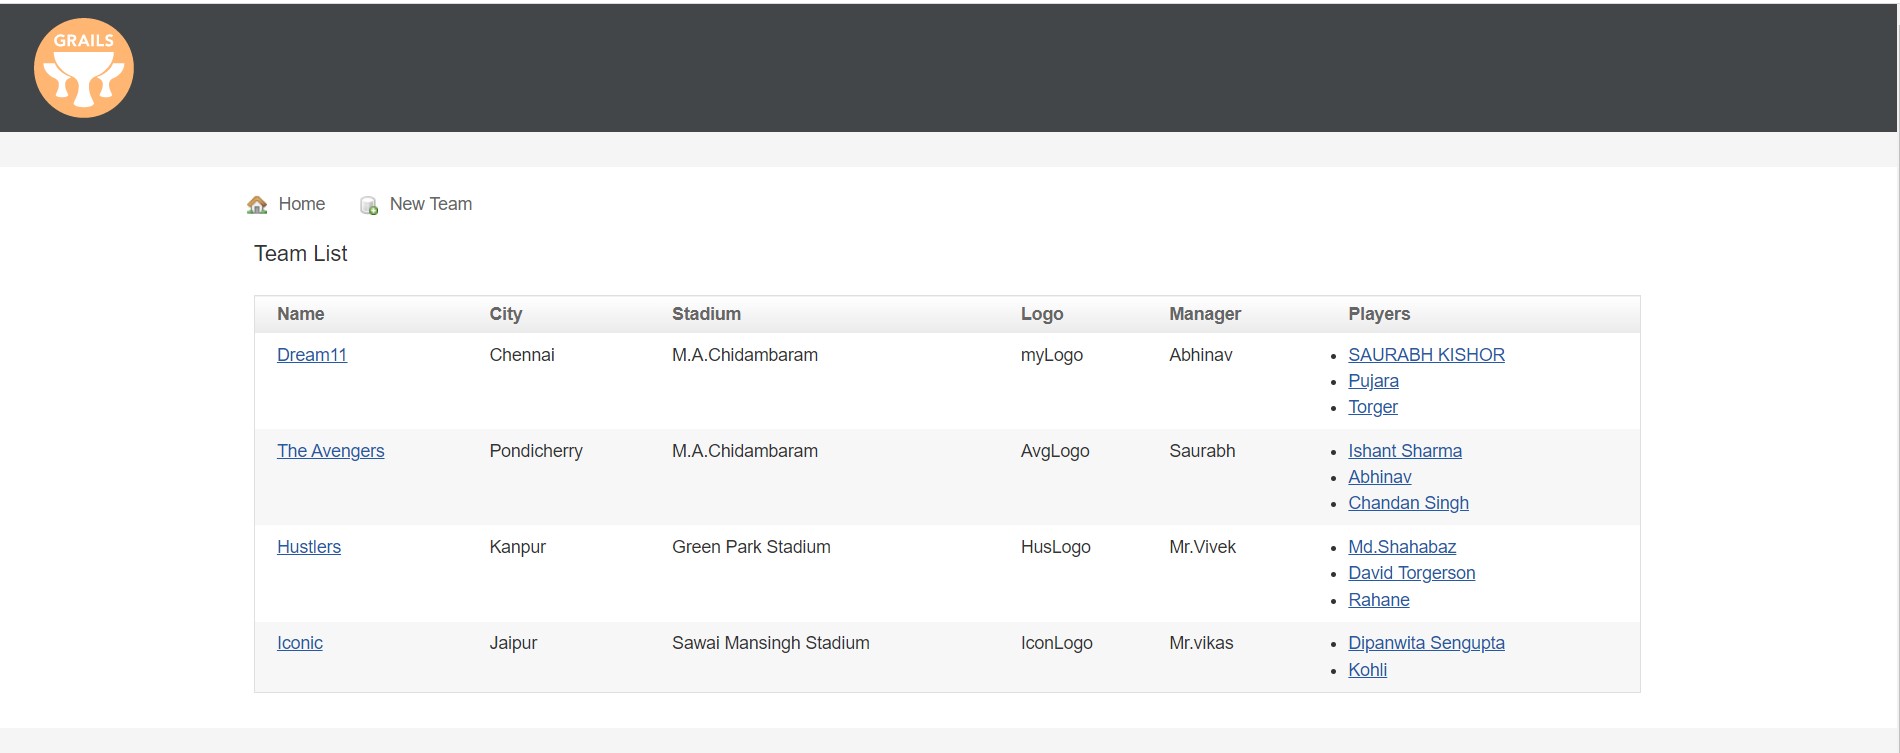 GRAILS
Home New Team
Team List
Name City Stadium Logo Manager Players
Dream11 Chennai M.A.Chidambaram myLogo Abhinav SAURABH KISHOR
Pujara
Torger
The Avengers Pondicherry M.A.Chidambaram AvgLogo Saurabh Ishant Sharma
Abhinav
Chandan Singh
Hustlers Kanpur Green Park Stadium HusLogo Mr.Vivek Md.Shahabaz
David Torgerson
Rahane
Iconic Jaipur Sawai Mansingh Stadium IconLogo Mr.vikas Dipanwita Sengupta
Kohli